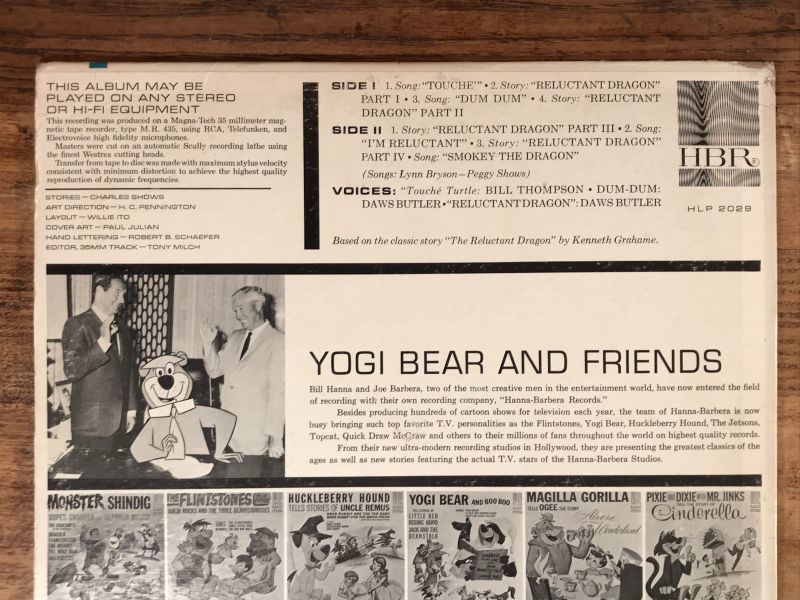 THIS ALBUM MAY BE
PLAYED ON ANY STEREO
OR HI-FI EQUIPMENT
This recording was produced on a Magna-Tech 35 millimeter mag-
netic tape recorder, type M.R. 435, using RCA, Telefunken, and
Electrovoice high fidelity microphones.
Masters were cut on an automatic Scully recording lathe using
the finest Westrex cutting heads.
Transfer from tape to disc was made with maximum stylus velocity
consistent with minimum distortion to achieve the highest quality
reproduction of dynamic frequencies.
STORIES — CHARLES SHOWS
ART DIRECTION — H. C. PENNINGTON
LAYOUT — WILLIE ITO
COVER ART — PAUL JULIAN
HAND LETTERING — ROBERT B. SCHAEFER
EDITOR, 35MM TRACK — TONY MILCH
SIDE I 1. Song: "TOUCHE'" • 2. Story: "RELUCTANT DRAGON"
PART I • 3. Song: "DUM DUM" • 4. Story: "RELUCTANT
DRAGON" PART II
SIDE II 1. Story: "RELUCTANT DRAGON" PART III • 2. Song:
"I'M RELUCTANT" • 3. Story: "RELUCTANT DRAGON"
PART IV • Song: "SMOKEY THE DRAGON"
(Songs: Lynn Bryson—Peggy Shows)
VOICES: "Touché Turtle: BILL THOMPSON • DUM-DUM:
DAWS BUTLER • "RELUCTANT DRAGON": DAWS BUTLER
Based on the classic story "The Reluctant Dragon" by Kenneth Grahame.
HBR®
HLP 2029
YOGI BEAR AND FRIENDS
Bill Hanna and Joe Barbera, two of the most creative men in the entertainment world, have now entered the field
of recording with their own recording company, "Hanna-Barbera Records."
Besides producing hundreds of cartoon shows for television each year, the team of Hanna-Barbera is now
busy bringing such top favorite T.V. personalities as the Flintstones, Yogi Bear, Huckleberry Hound, The Jetsons,
Topcat, Quick Draw McGraw and others to their millions of fans throughout the world on highest quality records.
From their new ultra-modern recording studios in Hollywood, they are presenting the greatest classics of the
ages as well as new stories featuring the actual T.V. stars of the Hanna-Barbera Studios.
MONSTER SHINDIG
THE FLINTSTONES
GOLDI ROCKS AND THE THREE BEAROSAURUSES
HUCKLEBERRY HOUND
TELLS STORIES OF UNCLE REMUS
YOGI BEAR AND BOO BOO
LITTLE RED
RIDING HOOD
JACK AND THE
BEANSTALK
MAGILLA GORILLA
TELLS OGEE THE STORY
Alice in
Wonderland
PIXIE AND DIXIE WITH MR. JINKS
TELL THE STORY OF
Cinderella